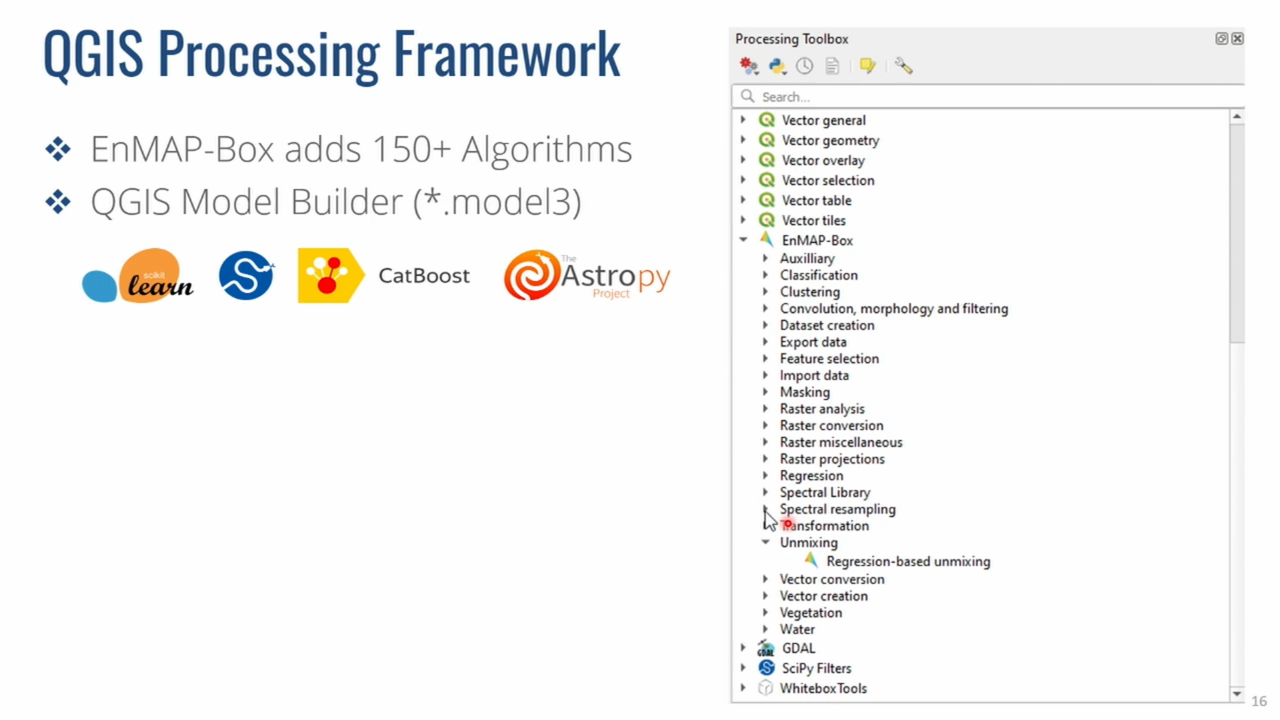 QGIS Processing Framework
EnMAP-Box adds 150+ Algorithms
QGIS Model Builder (*.model3)
scikit
learn
CatBoost
The
Astropy
Project
Processing Toolbox
Search...
Vector general
Vector geometry
Vector overlay
Vector selection
Vector table
Vector tiles
EnMAP-Box
Auxilliary
Classification
Clustering
Convolution, morphology and filtering
Dataset creation
Export data
Feature selection
Import data
Masking
Raster analysis
Raster conversion
Raster miscellaneous
Raster projections
Regression
Spectral Library
Spectral resampling
Transformation
Unmixing
Regression-based unmixing
Vector conversion
Vector creation
Vegetation
Water
GDAL
GDAL
SciPy Filters
WhiteboxTools
16